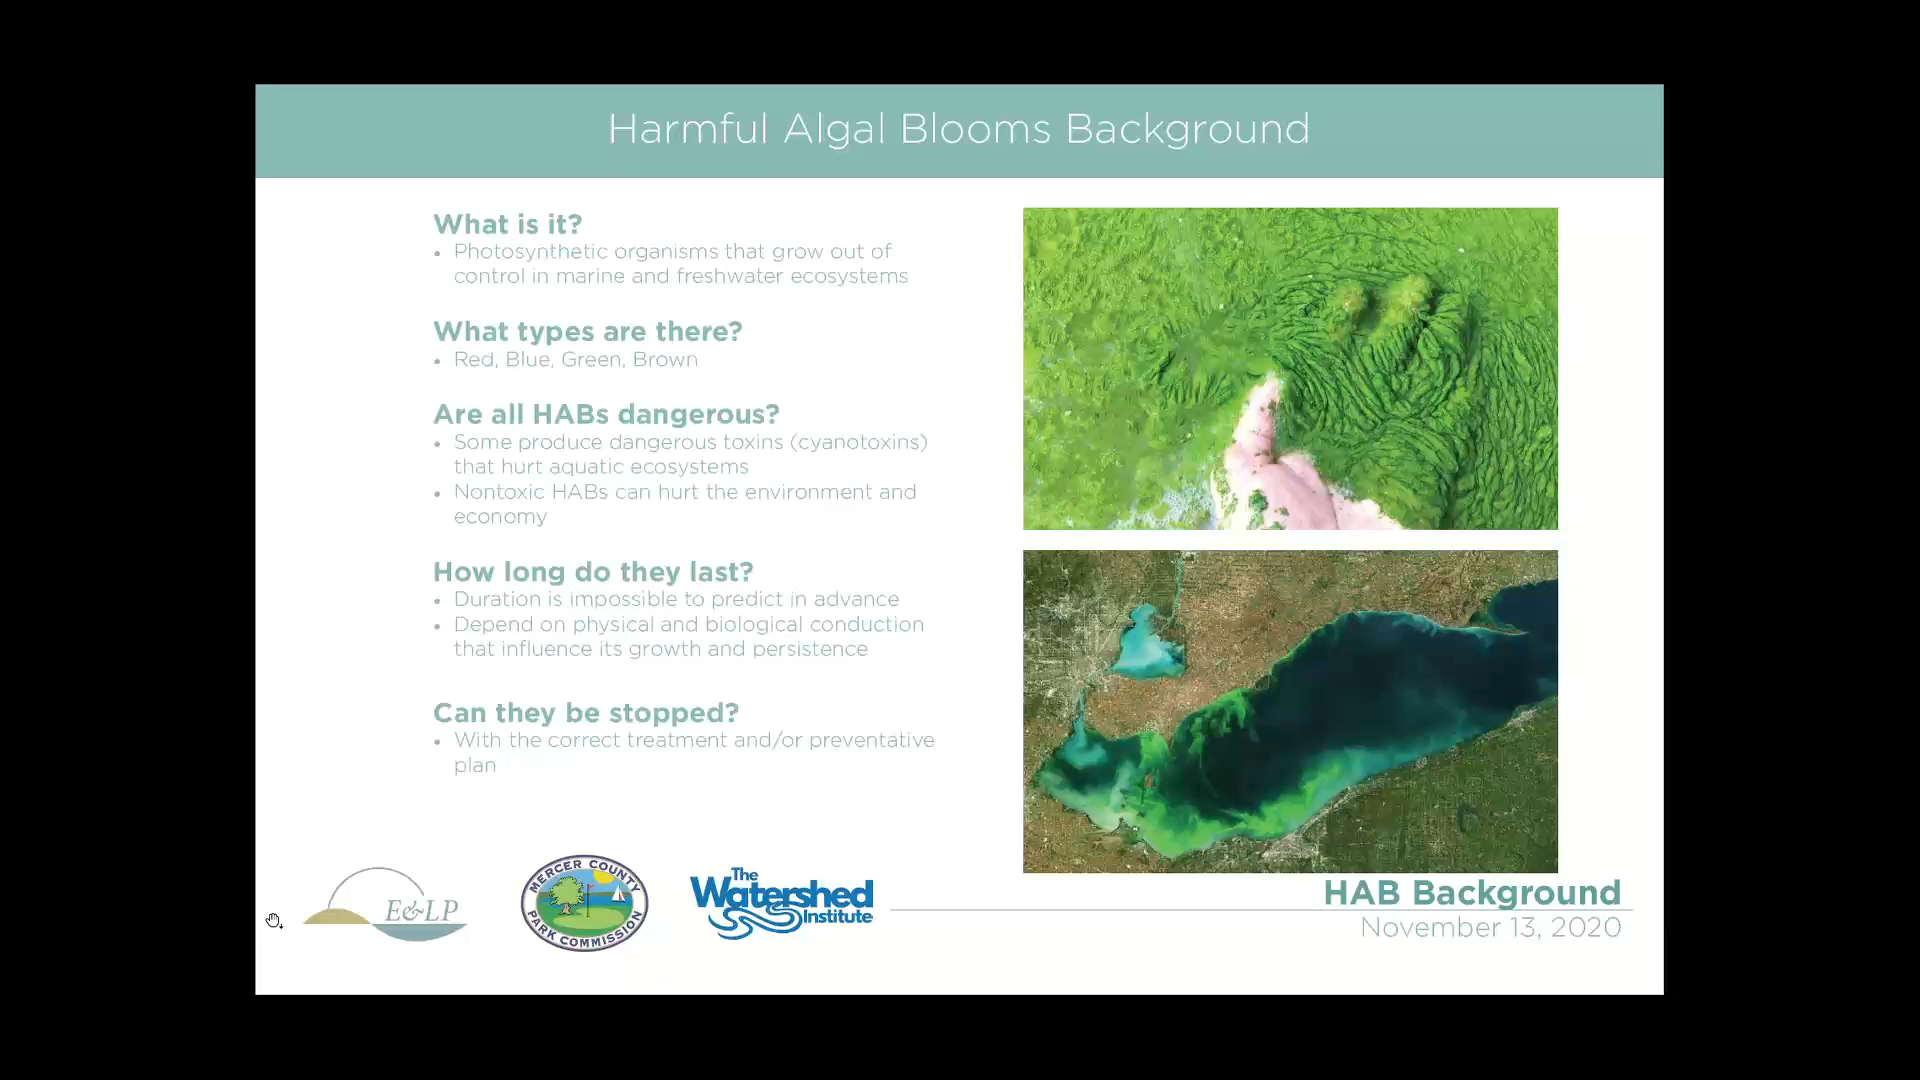 Harmful Algal Blooms Background
What is it?
• Photosynthetic organisms that grow out of
control in marine and freshwater ecosystems
What types are there?
• Red, Blue, Green, Brown
Are all HABs dangerous?
• Some produce dangerous toxins (cyanotoxins)
that hurt aquatic ecosystems
• Nontoxic HABs can hurt the environment and
economy
How long do they last?
• Duration is impossible to predict in advance
• Depend on physical and biological conduction
that influence its growth and persistence
Can they be stopped?
• With the correct treatment and/or preventative
plan
E&LP
MERCER COUNTY
PARK COMMISSION
The
Watershed
Institute
HAB Background
November 13, 2020